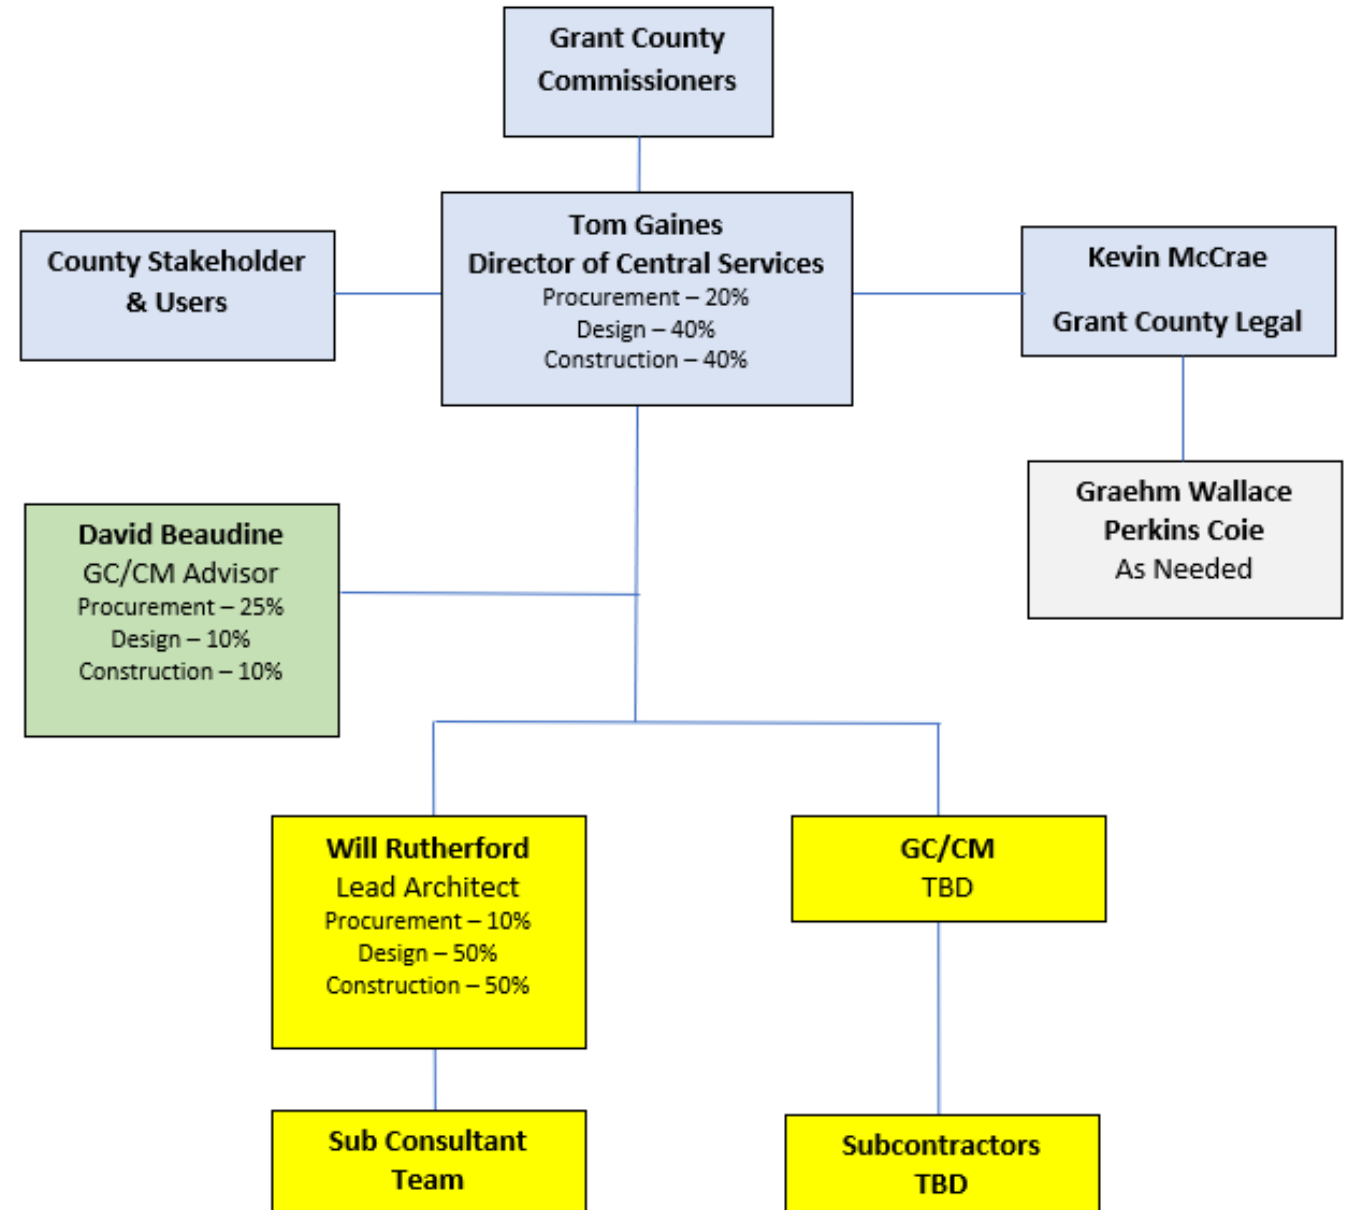 Grant County
Commissioners
Tom Gaines
Director of Central Services
Procurement – 20%
Design – 40%
Construction – 40%
County Stakeholder
& Users
Kevin McCrae
Grant County Legal
Graehm Wallace
Perkins Coie
As Needed
David Beaudine
GC/CM Advisor
Procurement – 25%
Design – 10%
Construction – 10%
Will Rutherford
Lead Architect
Procurement – 10%
Design – 50%
Construction – 50%
GC/CM
TBD
Sub Consultant
Team
Subcontractors
TBD